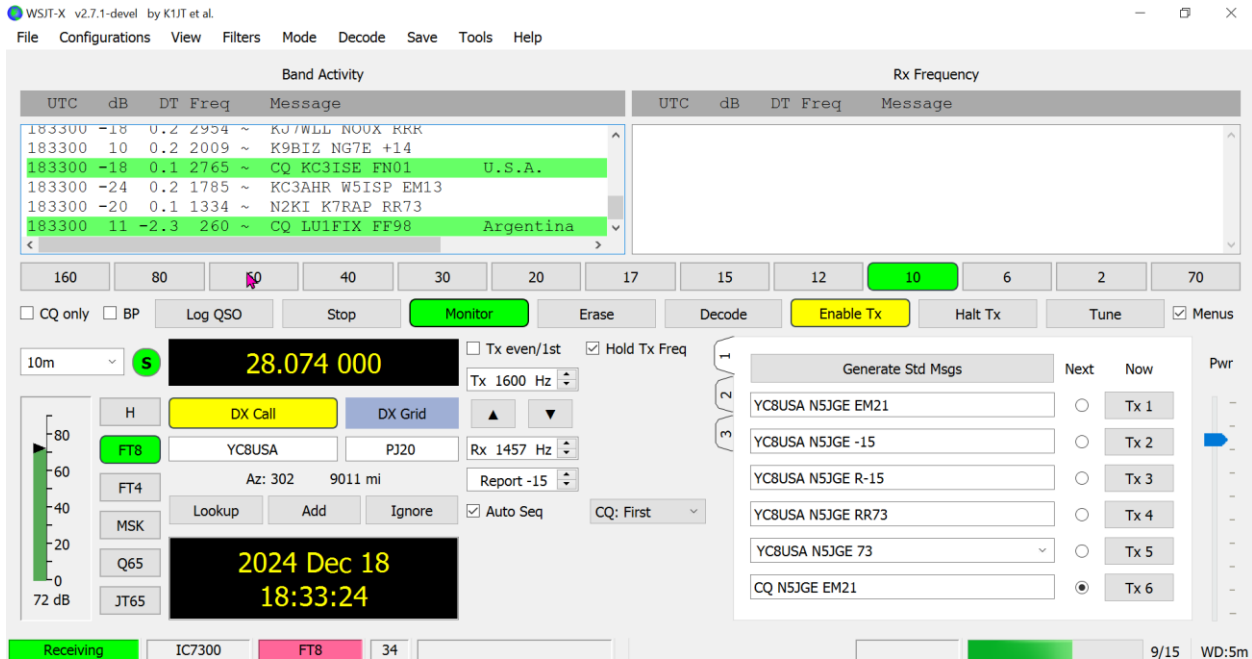 WSJT-X v2.7.1-devel by K1JT et al.
File Configurations View Filters Mode Decode Save Tools Help
Band Activity
Rx Frequency
UTC dB DT Freq Message
UTC dB DT Freq Message
183300 -18 0.2 2954 ~ KJ7WLL N0UX RRR
183300 10 0.2 2009 ~ K9BIZ NG7E +14
183300 -18 0.1 2765 ~ CQ KC3ISE FN01 U.S.A.
183300 -24 0.2 1785 ~ KC3AHR W5ISP EM13
183300 -20 0.1 1334 ~ N2KI K7RAP RR73
183300 11 -2.3 260 ~ CQ LU1FIX FF98 Argentina
160 80 60 40 30 20 17 15 12 10 6 2 70
CQ only BP Log QSO Stop Monitor Erase Decode Enable Tx Halt Tx Tune Menus
10m S 28.074 000
Tx even/1st Hold Tx Freq
Tx 1600 Hz
H DX Call DX Grid
FT8 YC8USA PJ20 Rx 1457 Hz
Az: 302 9011 mi Report -15
FT4
Lookup Add Ignore Auto Seq CQ: First
MSK
Q65
JT65
2024 Dec 18
18:33:24
80
60
40
20
0
72 dB
1
2
3
Generate Std Msgs Next Now Pwr
YC8USA N5JGE EM21 Tx 1
YC8USA N5JGE -15 Tx 2
YC8USA N5JGE R-15 Tx 3
YC8USA N5JGE RR73 Tx 4
YC8USA N5JGE 73 Tx 5
CQ N5JGE EM21 Tx 6
Receiving IC7300 FT8 34 9/15 WD:5m